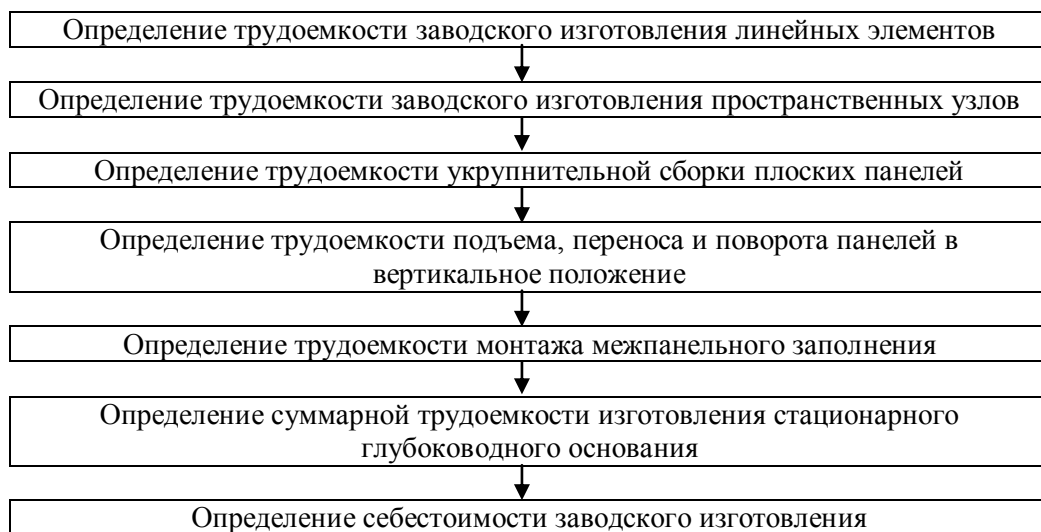 Определение трудоемкости заводского изготовления линейных элементов
Определение трудоемкости заводского изготовления пространственных узлов
Определение трудоемкости укрупнительной сборки плоских панелей
Определение трудоемкости подъема, переноса и поворота панелей в
вертикальное положение
Определение трудоемкости монтажа межпанельного заполнения
Определение суммарной трудоемкости изготовления стационарного
глубоководного основания
Определение себестоимости заводского изготовления